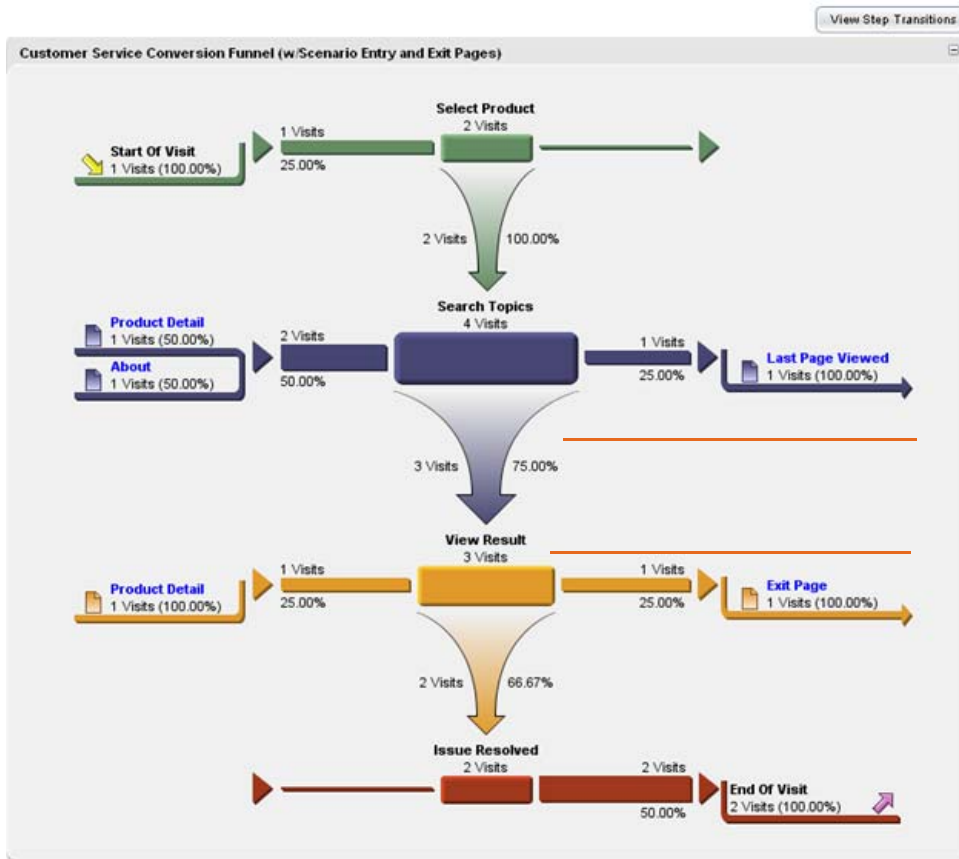 View Step Transitions
Customer Service Conversion Funnel (w/Scenario Entry and Exit Pages)
Select Product
2 Visits
Start Of Visit
1 Visits (100.00%)
1 Visits
25.00%
2 Visits
100.00%
Search Topics
4 Visits
Product Detail
1 Visits (50.00%)
About
1 Visits (50.00%)
2 Visits
50.00%
1 Visits
25.00%
Last Page Viewed
1 Visits (100.00%)
3 Visits
75.00%
View Result
3 Visits
Product Detail
1 Visits (100.00%)
1 Visits
25.00%
1 Visits
25.00%
Exit Page
1 Visits (100.00%)
2 Visits
66.67%
Issue Resolved
2 Visits
2 Visits
50.00%
End Of Visit
2 Visits (100.00%)